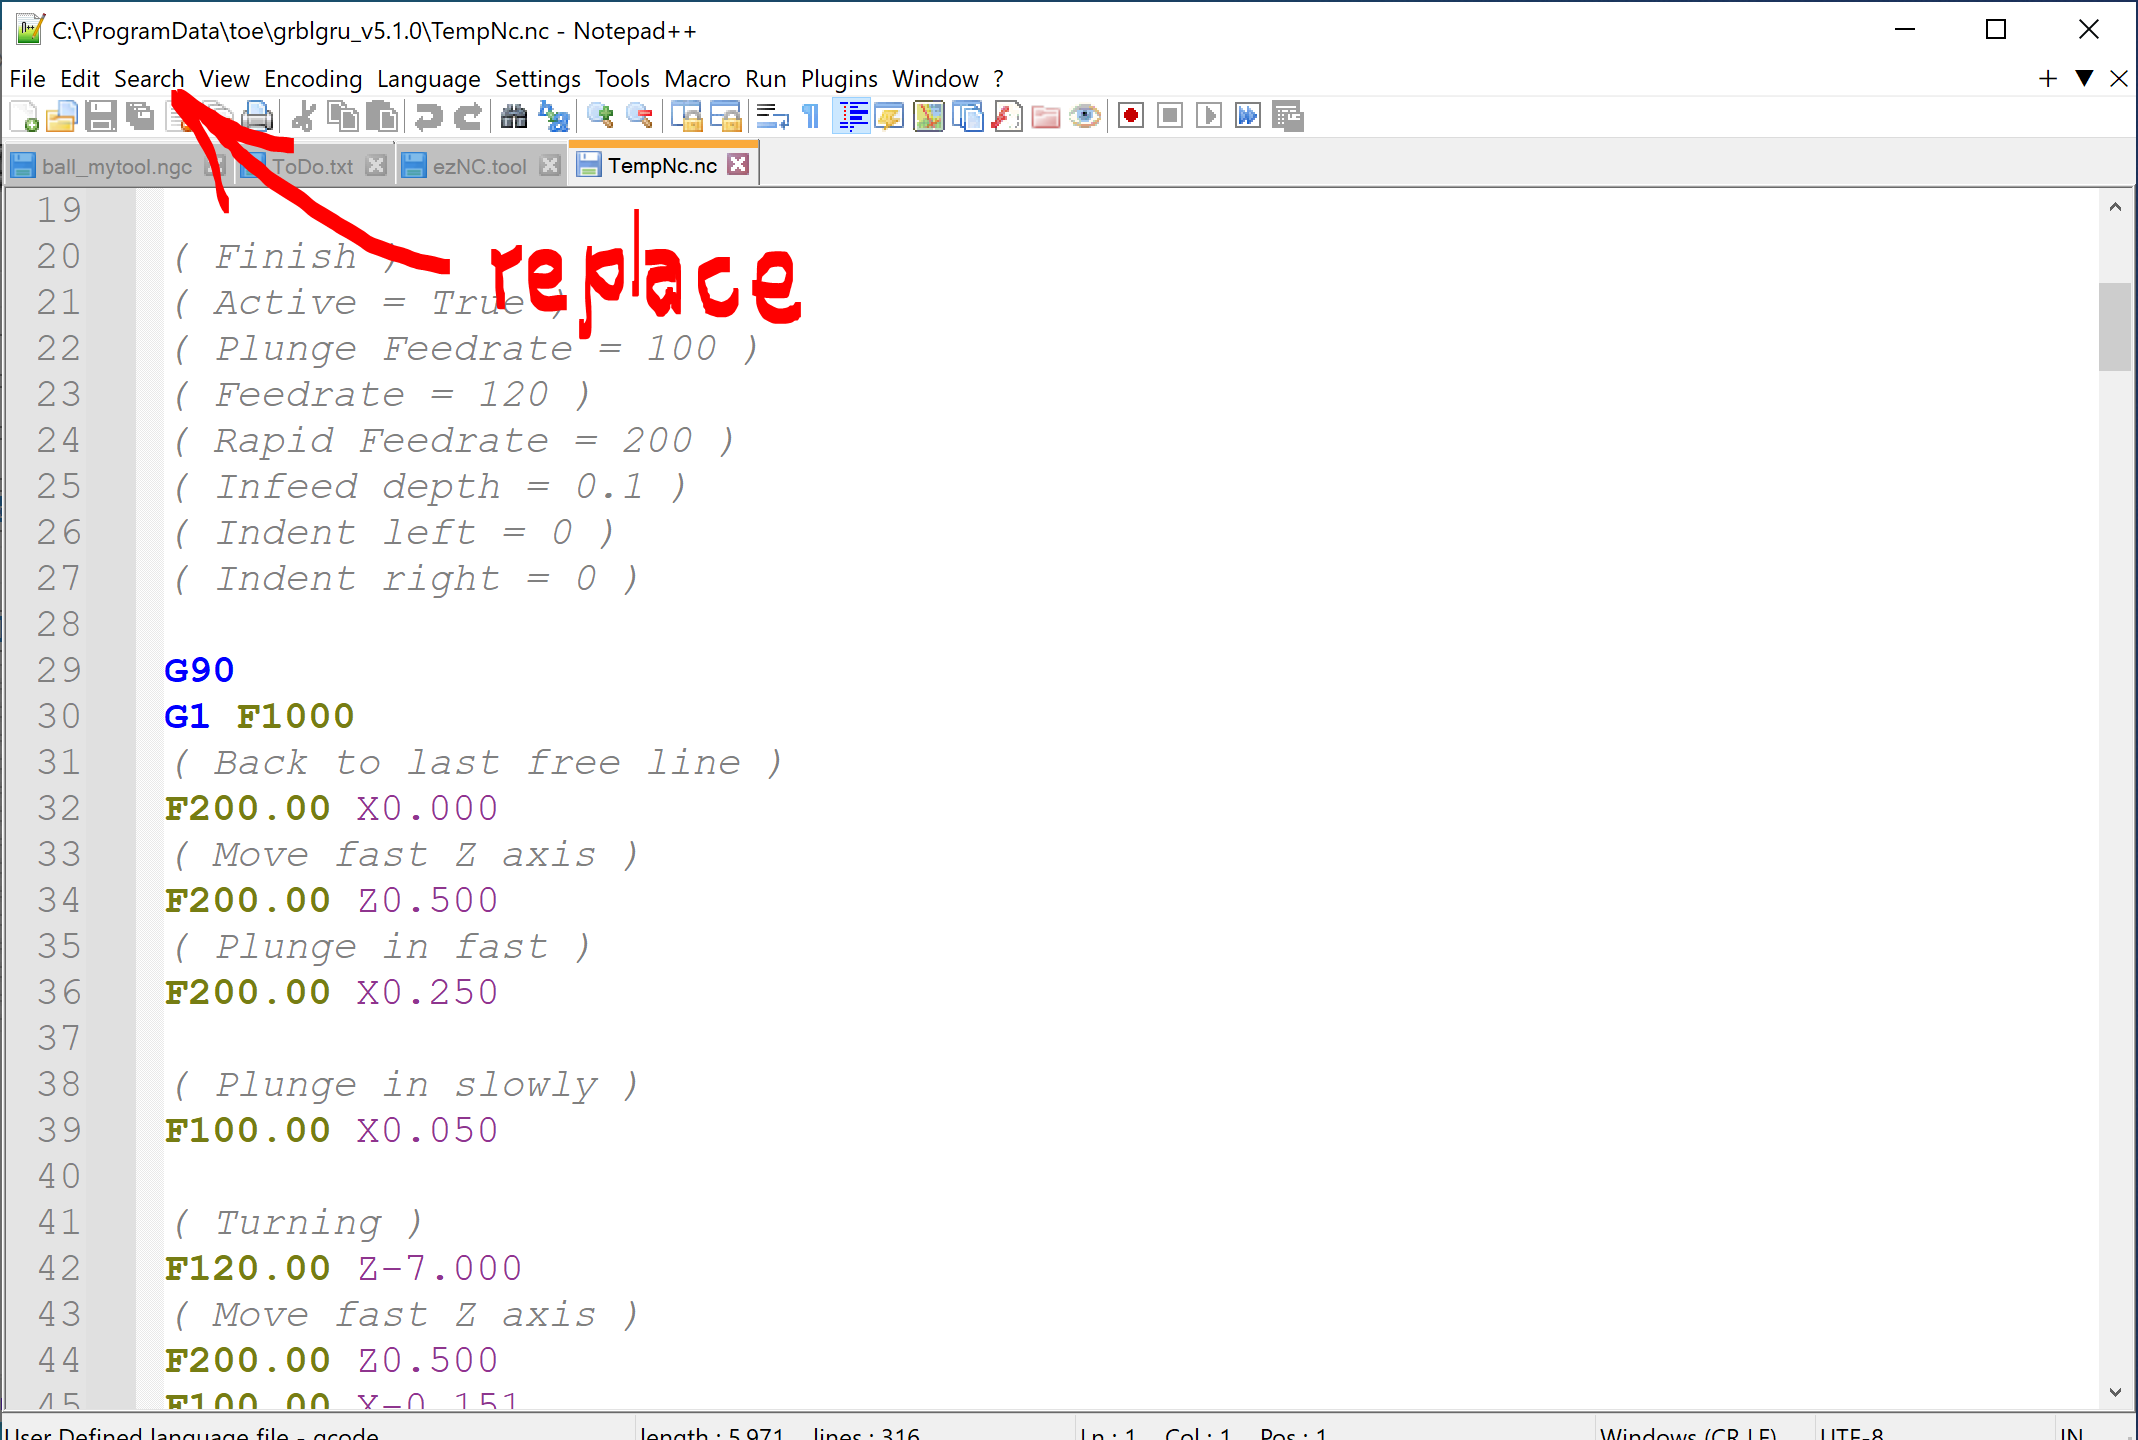 C:\ProgramData\toe\grblgru_v5.1.0\TempNc.nc - Notepad++
File Edit Search View Encoding Language Settings Tools Macro Run Plugins Window ?
ball_mytool.ngc ToDo.txt ezNC.tool TempNc.nc
replace
19
20 ( Finish )
21 ( Active = True )
22 ( Plunge Feedrate = 100 )
23 ( Feedrate = 120 )
24 ( Rapid Feedrate = 200 )
25 ( Infeed depth = 0.1 )
26 ( Indent left = 0 )
27 ( Indent right = 0 )
28
29 G90
30 G1 F1000
31 ( Back to last free line )
32 F200.00 X0.000
33 ( Move fast Z axis )
34 F200.00 Z0.500
35 ( Plunge in fast )
36 F200.00 X0.250
37
38 ( Plunge in slowly )
39 F100.00 X0.050
40
41 ( Turning )
42 F120.00 Z-7.000
43 ( Move fast Z axis )
44 F200.00 Z0.500
45 F100.00 X-0.151
User Defined language file - gcode length : 5,971 lines : 316 Ln : 1 Col : 1 Pos : 1 Windows (CR LF) UTF-8 IN